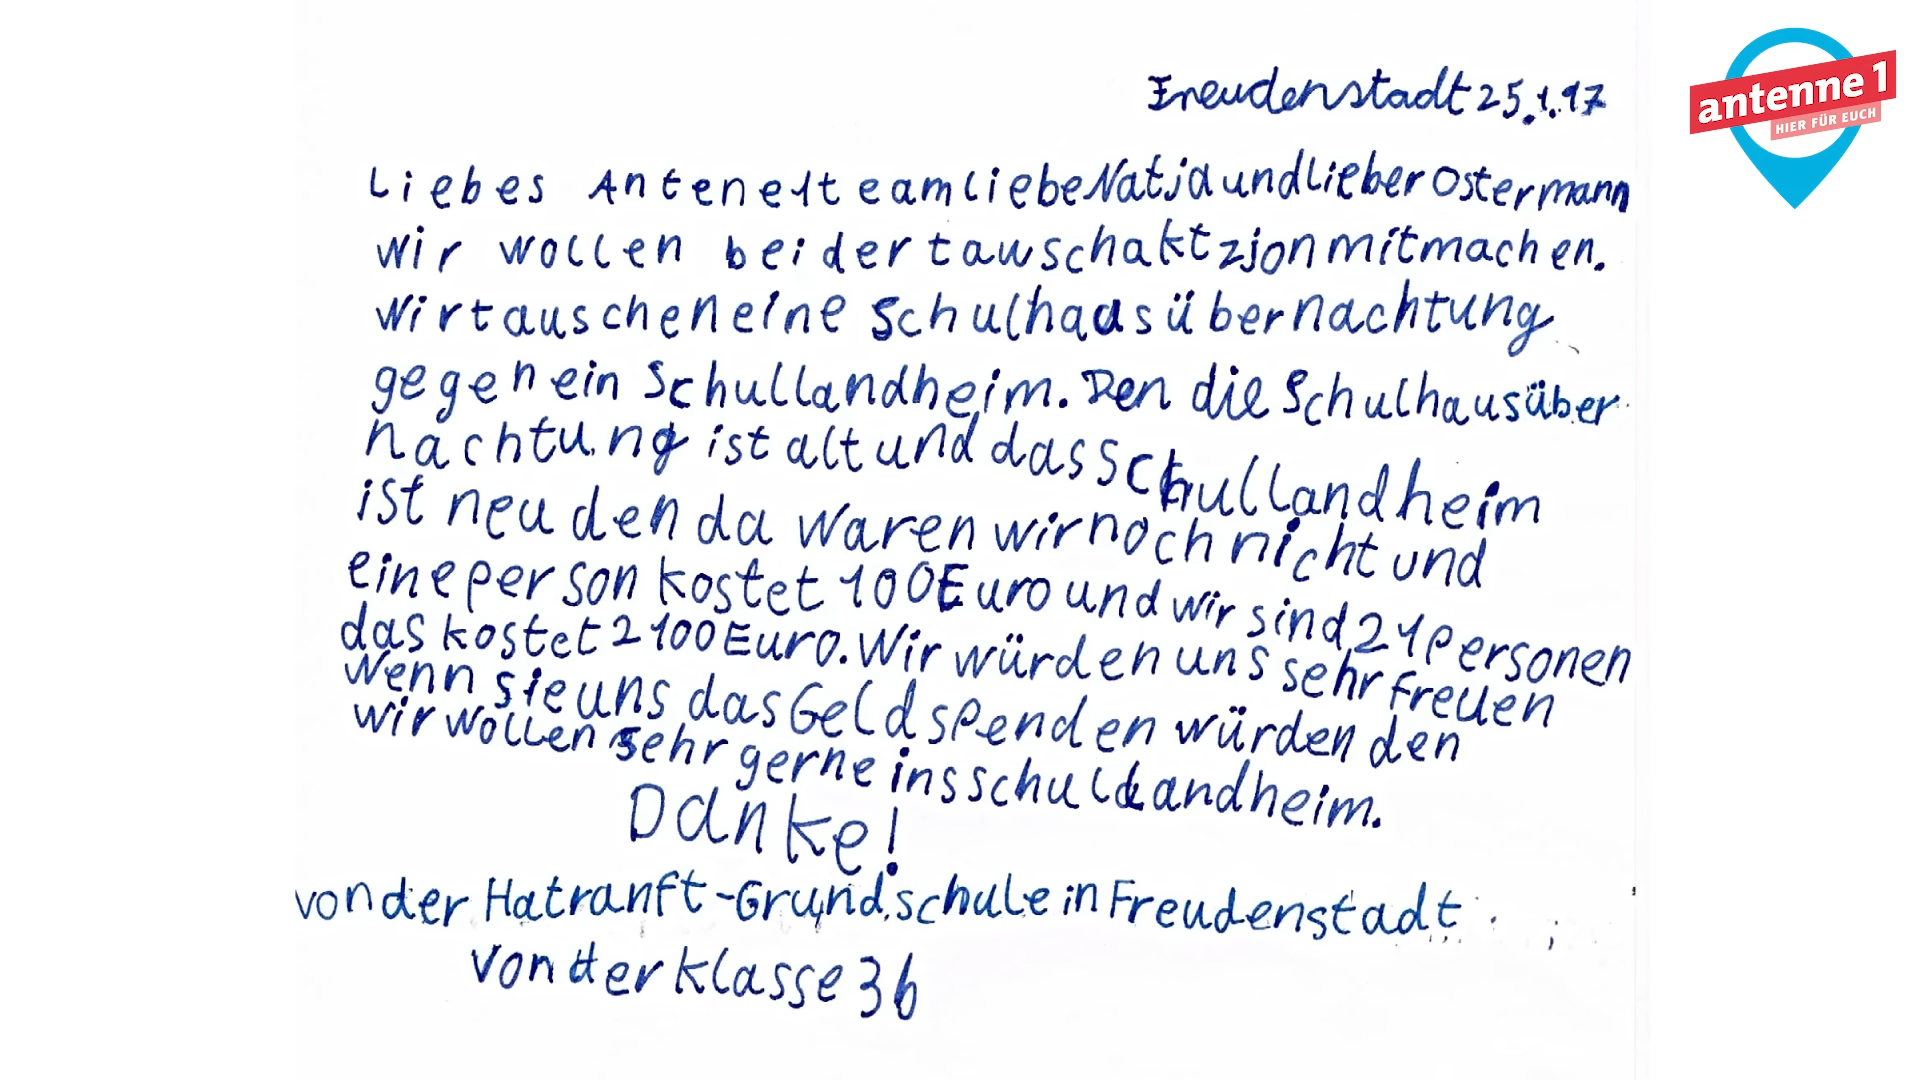 Freudenstadt 25.1.17
antenne 1
HIER FÜR EUCH
Liebes Antene1team liebe Natja und lieber Ostermann
wir wollen bei der tauschaktzjon mitmachen.
Wir tauschen eine Schulhausübernachtung
gegen ein Schullandheim. Den die Schulhausüber
nachtung ist alt und das Schullandheim
ist neu den da waren wir noch nicht und
eine person kostet 100 Euro und wir sind 21 personen
das kostet 2100 Euro. Wir würden uns sehr freuen
wenn sie uns das Geld spenden würden den
wir wollen sehr gerne ins schullandheim.
Danke!
von der Hatranft-Grundschule in Freudenstadt
von der klasse 3b